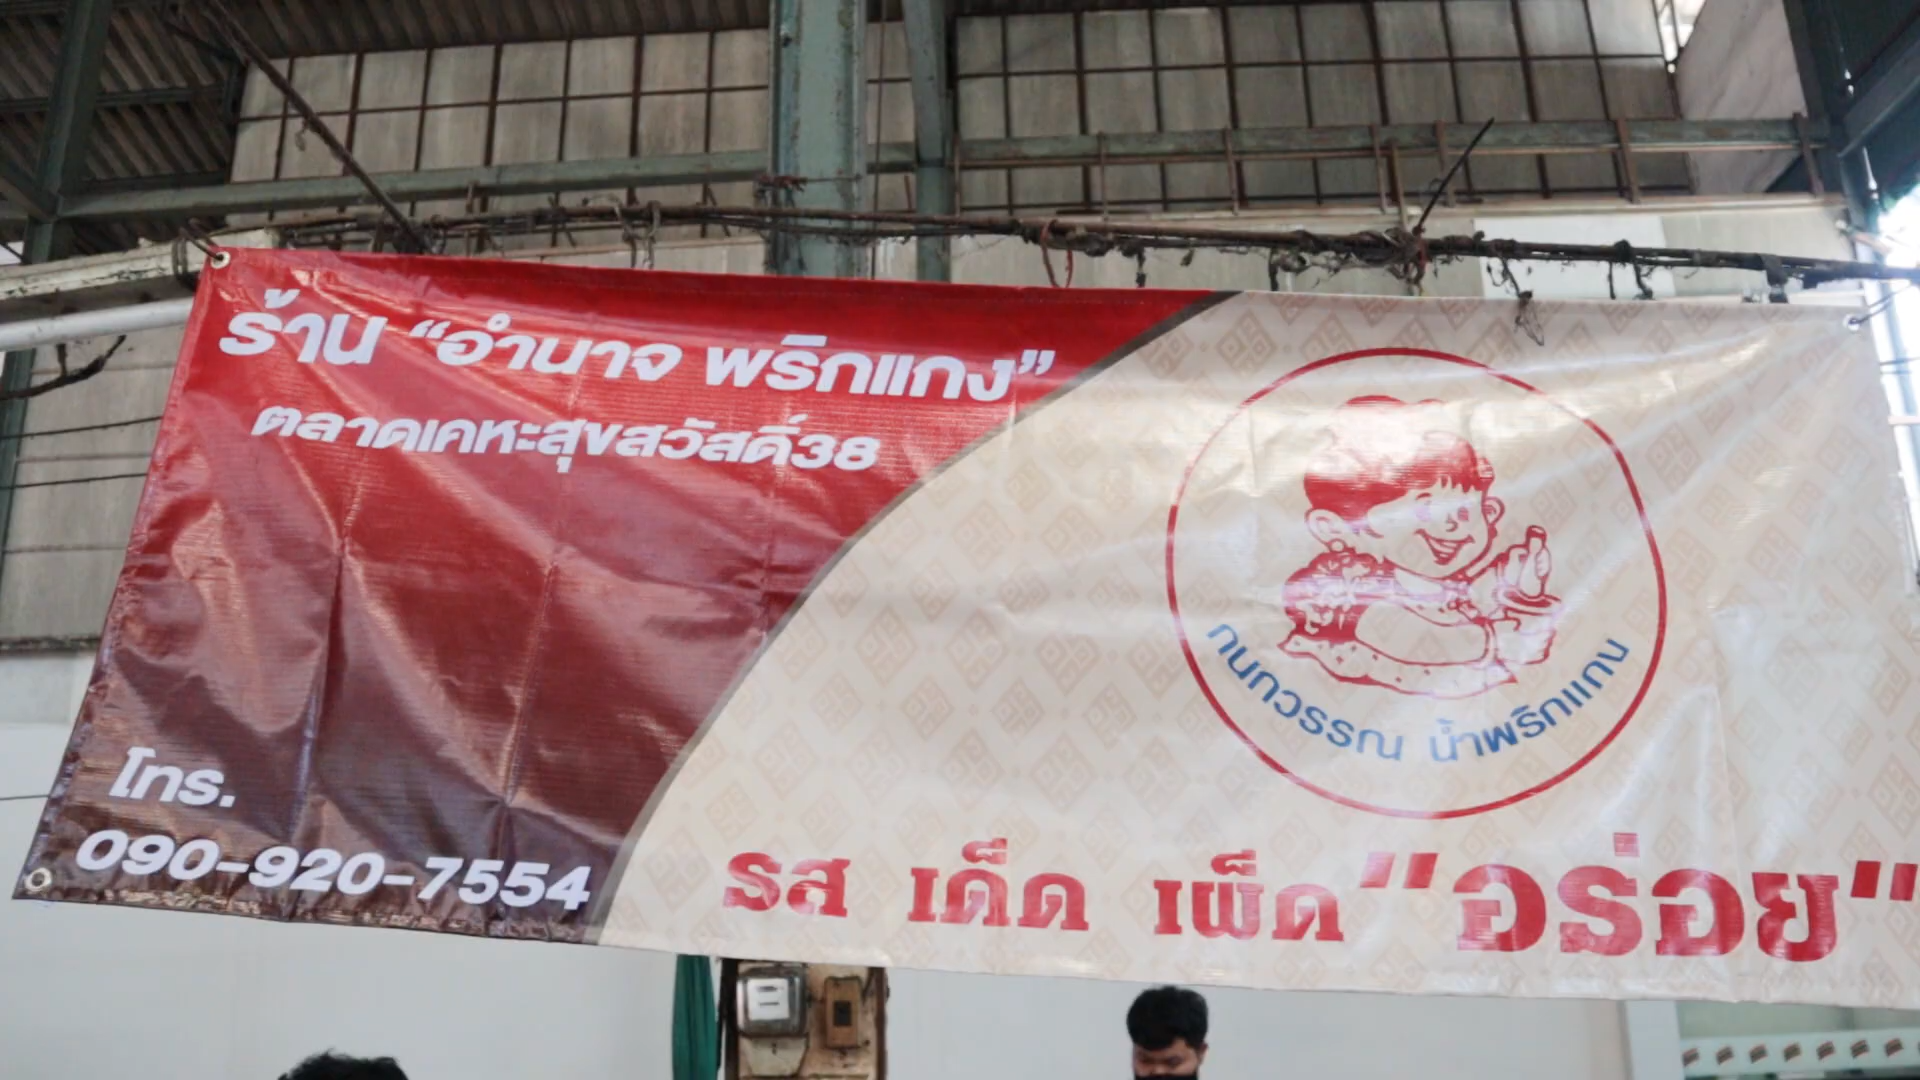 ร้าน “อำนาจ พริกแกง”
ตลาดเคหะสุขสวัสดิ์38
โทร.
090-920-7554
กนกวรรณ น้ำพริกแกง
รส เด็ด เผ็ด "อร่อย"